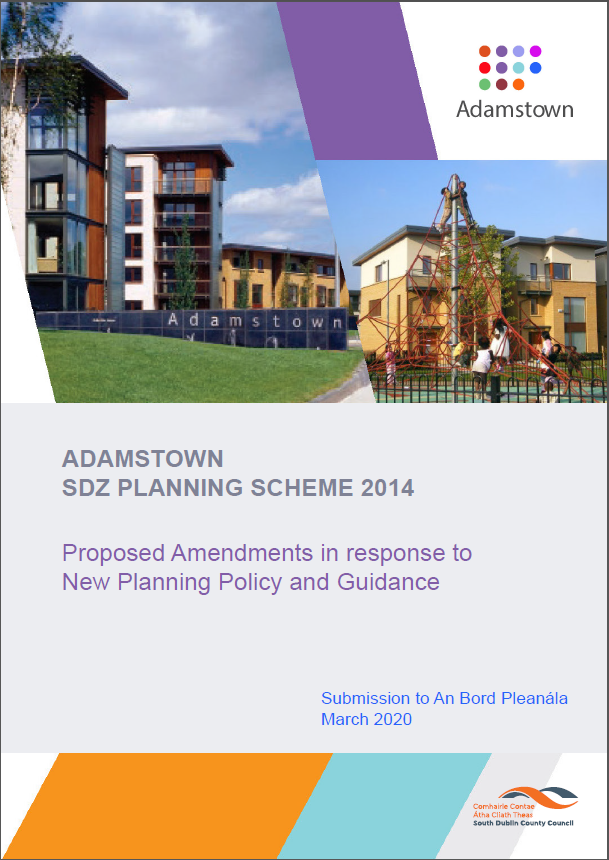 Adamstown
Adamstown
ADAMSTOWN
SDZ PLANNING SCHEME 2014
Proposed Amendments in response to
New Planning Policy and Guidance
Submission to An Bord Pleanála
March 2020
Comhairle Contae
Átha Cliath Theas
South Dublin County Council